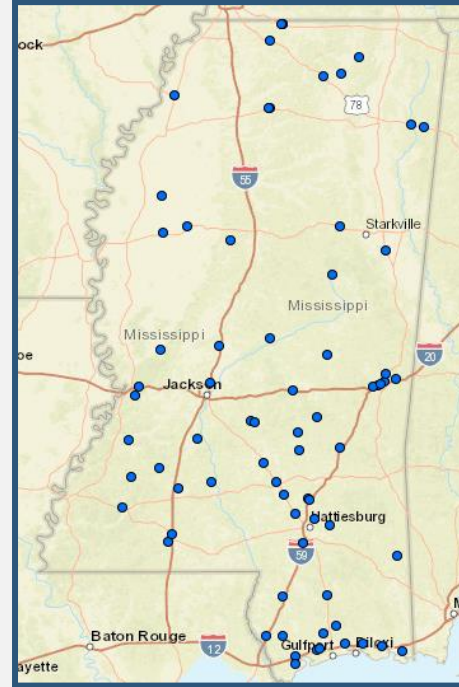 ock
78
55
Starkville
Mississippi
Mississippi
20
oe
Jackson
Hattiesburg
59
Baton Rouge
12
Gulfport
Biloxi
M
ayette